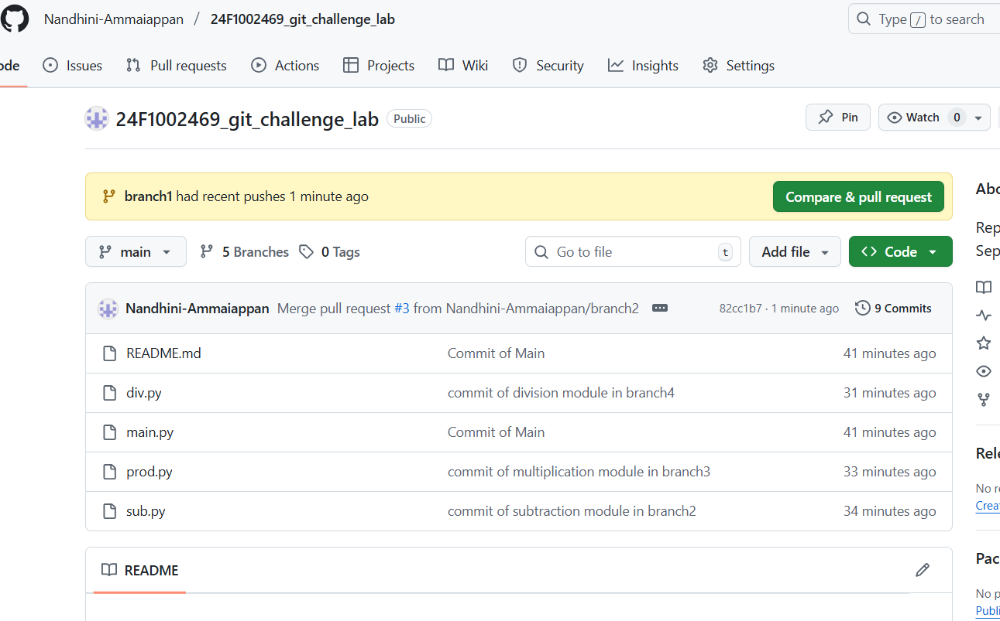 Nandhini-Ammaiappan / 24F1002469_git_challenge_lab
Type / to search
ode Issues Pull requests Actions Projects Wiki Security Insights Settings
24F1002469_git_challenge_lab Public
Pin Watch 0
branch1 had recent pushes 1 minute ago
Compare & pull request
main 5 Branches 0 Tags
Go to file t
Add file
<> Code
Nandhini-Ammaiappan Merge pull request #3 from Nandhini-Ammaiappan/branch2 ... 82cc1b7 · 1 minute ago 9 Commits
README.md Commit of Main 41 minutes ago
div.py commit of division module in branch4 31 minutes ago
main.py Commit of Main 41 minutes ago
prod.py commit of multiplication module in branch3 33 minutes ago
sub.py commit of subtraction module in branch2 34 minutes ago
README
Abo
Rep
Sep
Rele
No re
Creat
Pac
No p
Publi